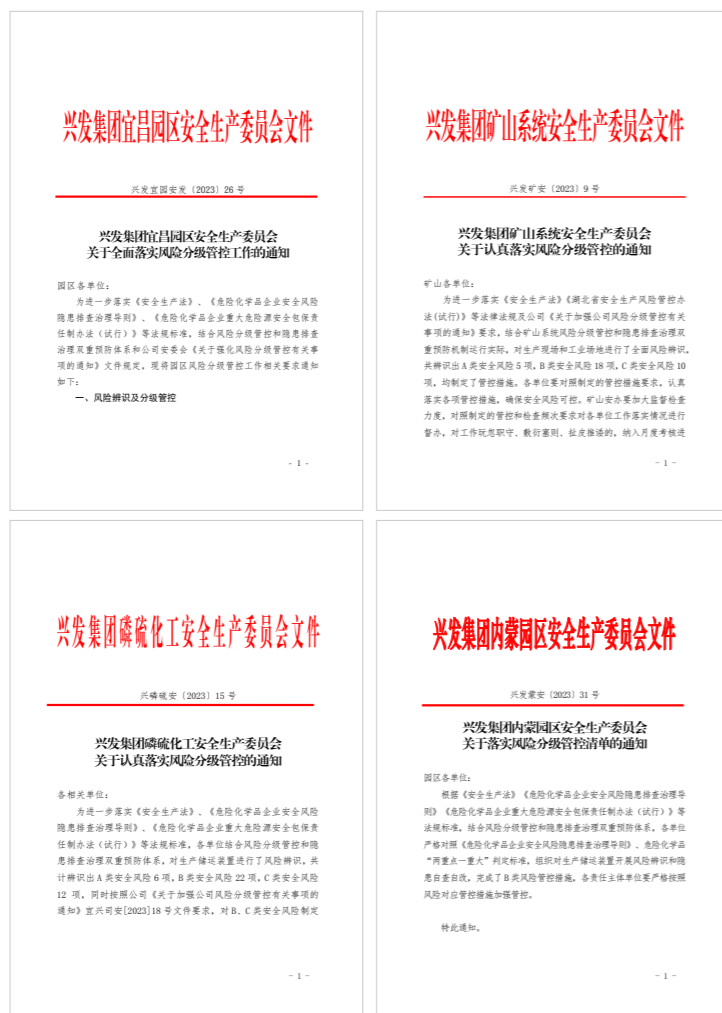 兴发集团宜昌园区安全生产委员会文件
兴发宜园安发〔2023〕26 号
兴发集团宜昌园区安全生产委员会
关于全面落实风险分级管控工作的通知
园区各单位：
为进一步落实《安全生产法》、《危险化学品企业安全风险
隐患排查治理导则》、《危险化学品企业重大危险源安全包保责
任制办法（试行）》等法规标准，结合风险分级管控和隐患排查
治理双重预防体系和公司安委会《关于强化风险分级管控有关事
项的通知》文件规定，现将园区风险分级管控工作相关要求通知
如下：
一、风险辨识及分级管控
- 1 -
兴发集团矿山系统安全生产委员会文件
兴发矿安〔2023〕9 号
兴发集团矿山系统安全生产委员会
关于认真落实风险分级管控的通知
矿山各单位：
为进一步落实《安全生产法》《湖北省安全生产风险管控办
法(试行)》等法律法规及公司《关于加强公司风险分级管控有关
事项的通知》要求，结合矿山系统风险分级管控和隐患排查治理双
重预防机制运行实际，对生产现场和工业场地进行了全面风险辨识，
共辨识出 A 类安全风险 5 项，B 类安全风险 18 项，C 类安全风险 10
项，均制定了管控措施。各单位要对照制定的管控措施要求，认真
落实各项管控措施，确保安全风险可控。矿山安办要加大监督检查
力度，对照制定的管控和检查频次要求对各单位工作落实情况进行
督办，对工作玩忽职守、敷衍塞则、扯皮推诿的，纳入月度考核进
- 1 -
兴发集团磷硫化工安全生产委员会文件
兴磷硫安〔2023〕15 号
兴发集团磷硫化工安全生产委员会
关于认真落实风险分级管控的通知
各相关单位：
为进一步落实《安全生产法》、《危险化学品企业安全风险
隐患排查治理导则》、《危险化学品企业重大危险源安全包保责
任制办法（试行）》等法规标准，各单位结合风险分级管控和隐
患排查治理双重预防体系，对生产储运装置进行了风险辨识，共
计辨识出 A 类安全风险 6 项，B 类安全风险 22 项，C 类安全风险
12 项，同时按照公司《关于加强公司风险分级管控有关事项的
通知》宜兴司安[2023]18 号文件要求，对 B、C 类安全风险制定
- 1 -
兴发集团内蒙园区安全生产委员会文件
兴发蒙安〔2023〕31 号
兴发集团内蒙园区安全生产委员会
关于落实风险分级管控清单的通知
园区各单位：
根据《安全生产法》《危险化学品企业安全风险隐患排查治理导
则》《危险化学品企业重大危险源安全包保责任制办法（试行）》等
法规标准，结合风险分级管控和隐患排查治理双重预防体系，各单位
严格对照《危险化学品企业安全风险隐患排查治理导则》、危险化学品
“两重点一重大”判定标准，组织对生产储运装置开展风险辨识和隐
患自查自改，完成了 B 类风险管控措施。各责任主体单位要严格按照
风险对应管控措施加强管控。
特此通知。
- 1 -